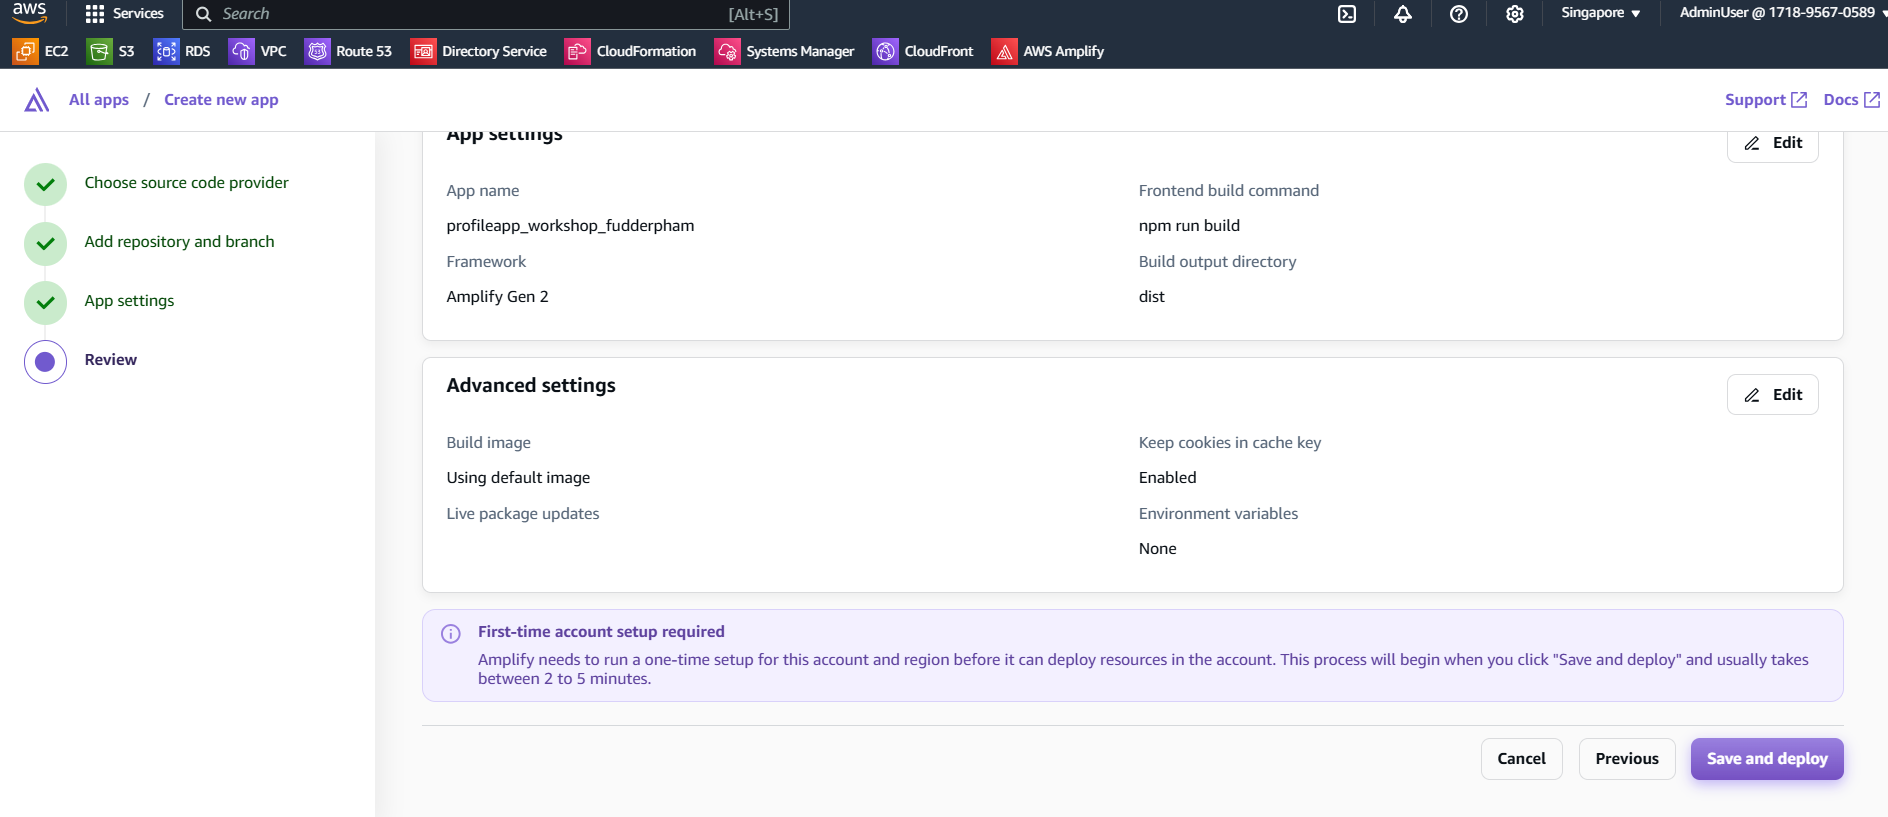 aws
Services
Search
[Alt+S]
Singapore
AdminUser @ 1718-9567-0589
EC2
S3
RDS
VPC
Route 53
Directory Service
CloudFormation
Systems Manager
CloudFront
AWS Amplify
All apps / Create new app
Support
Docs
Choose source code provider
Add repository and branch
App settings
Review
App settings
Edit
App name
profileapp_workshop_fudderpham
Frontend build command
npm run build
Framework
Amplify Gen 2
Build output directory
dist
Advanced settings
Edit
Build image
Using default image
Keep cookies in cache key
Enabled
Live package updates
Environment variables
None
First-time account setup required
Amplify needs to run a one-time setup for this account and region before it can deploy resources in the account. This process will begin when you click "Save and deploy" and usually takes
between 2 to 5 minutes.
Cancel
Previous
Save and deploy